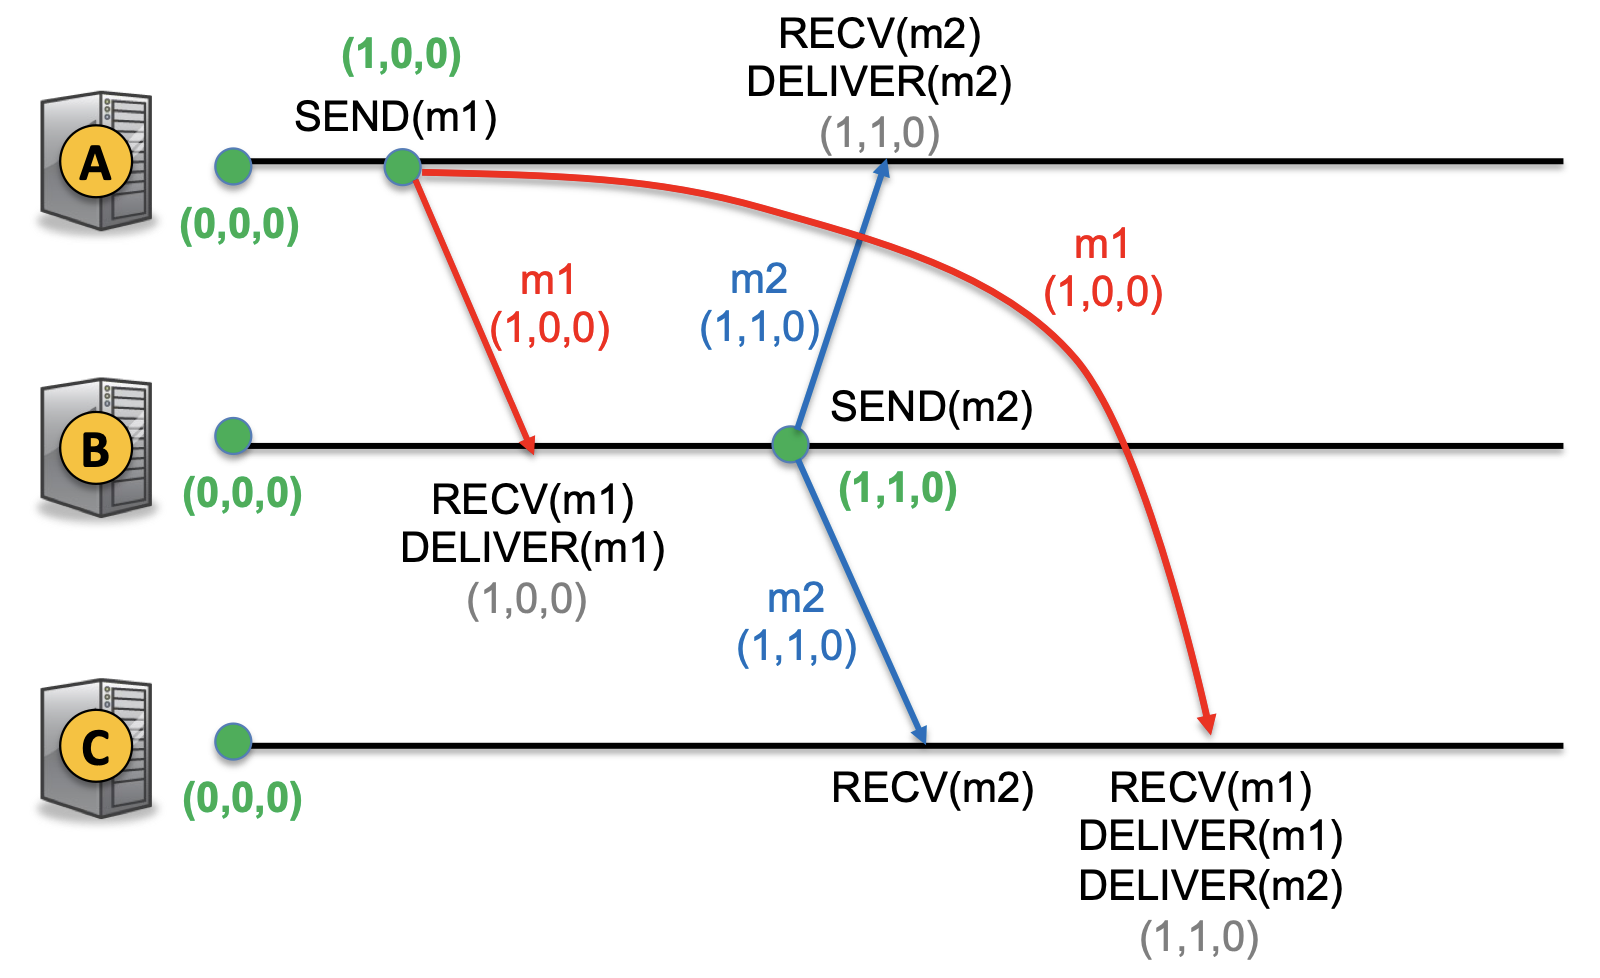 (1,0,0)
SEND(m1)
RECV(m2)
DELIVER(m2)
(1,1,0)
A
(0,0,0)
m1
(1,0,0)
m2
(1,1,0)
m1
(1,0,0)
SEND(m2)
B
(0,0,0)
(1,1,0)
RECV(m1)
DELIVER(m1)
(1,0,0)
m2
(1,1,0)
C
(0,0,0)
RECV(m2)
RECV(m1)
DELIVER(m1)
DELIVER(m2)
(1,1,0)